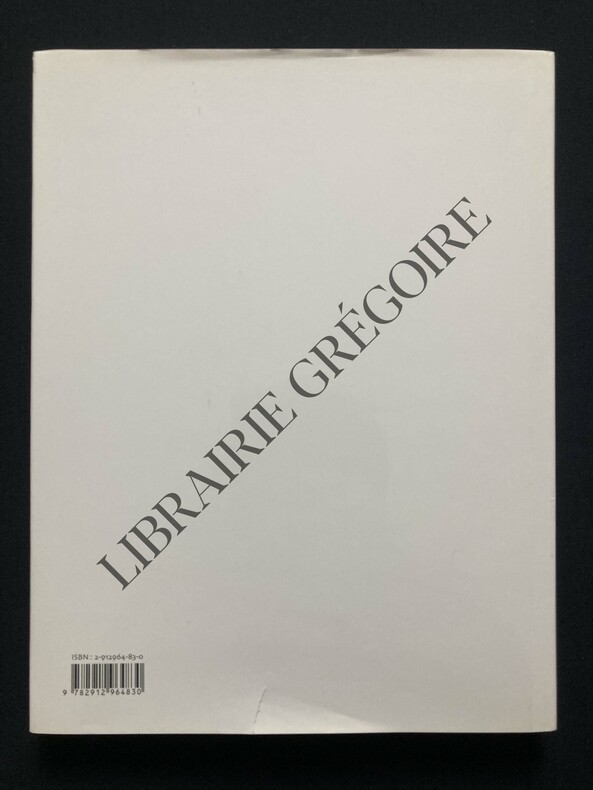 LIBRAIRIE GRÉGOIRE
ISBN : 2-912964-83-0
9 782912 964830